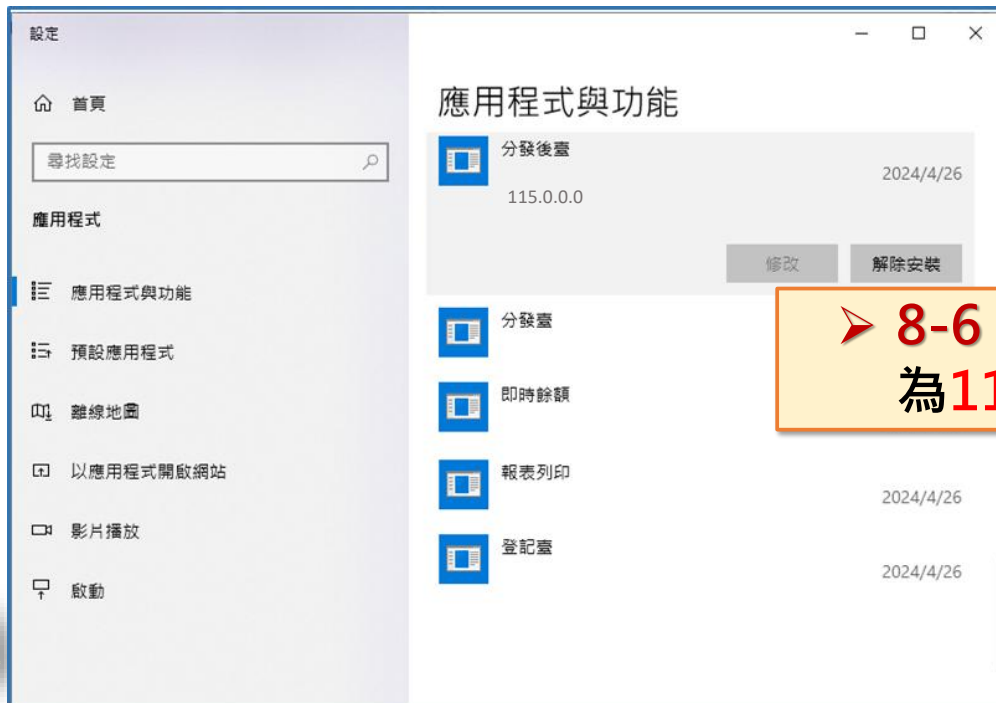 設定
首頁
尋找設定
應用程式
應用程式與功能
預設應用程式
離線地圖
以應用程式開啟網站
影片播放
啟動
應用程式與功能
分發後臺
2024/4/26
115.0.0.0
修改
解除安裝
分發臺
➢ 8-6
為11
即時餘額
報表列印
2024/4/26
登記臺
2024/4/26